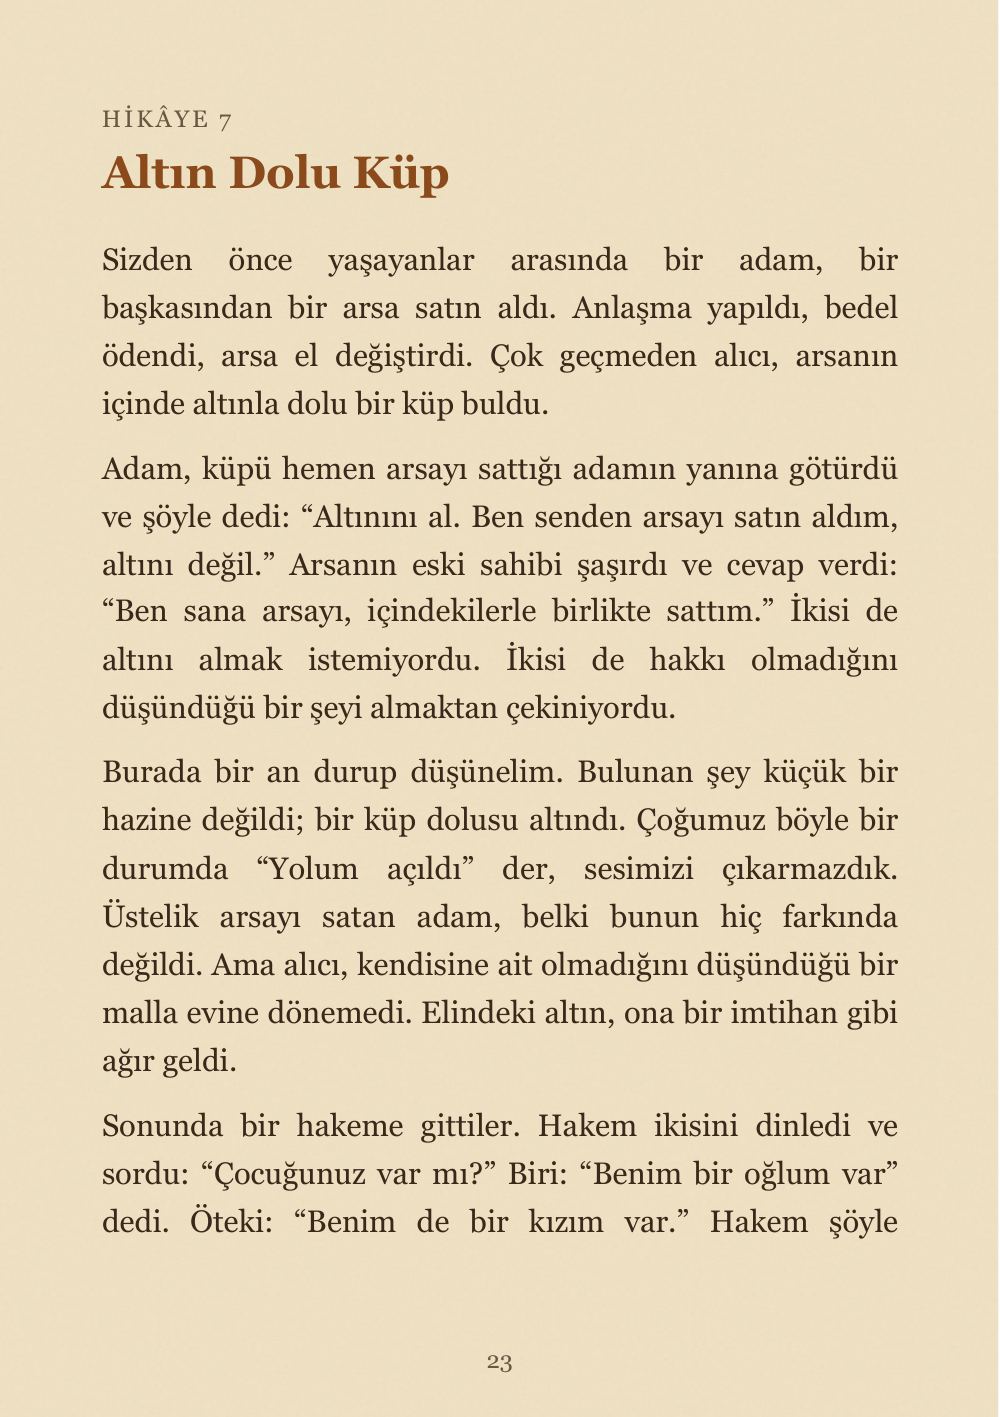 HİKÂYE 7
Altın Dolu Küp
Sizden önce yaşayanlar arasında bir adam, bir
başkasından bir arsa satın aldı. Anlaşma yapıldı, bedel
ödendi, arsa el değiştirdi. Çok geçmeden alıcı, arsanın
içinde altınla dolu bir küp buldu.
Adam, küpü hemen arsayı sattığı adamın yanına götürdü
ve şöyle dedi: “Altınını al. Ben senden arsayı satın aldım,
altını değil.” Arsanın eski sahibi şaşırdı ve cevap verdi:
“Ben sana arsayı, içindekilerle birlikte sattım.” İkisi de
altını almak istemiyordu. İkisi de hakkı olmadığını
düşündüğü bir şeyi almaktan çekiniyordu.
Burada bir an durup düşünelim. Bulunan şey küçük bir
hazine değildi; bir küp dolusu altındı. Çoğumuz böyle bir
durumda “Yolum açıldı” der, sesimizi çıkarmazdık.
Üstelik arsayı satan adam, belki bunun hiç farkında
değildi. Ama alıcı, kendisine ait olmadığını düşündüğü bir
malla evine dönemedi. Elindeki altın, ona bir imtihan gibi
ağır geldi.
Sonunda bir hakeme gittiler. Hakem ikisini dinledi ve
sordu: “Çocuğunuz var mı?” Biri: “Benim bir oğlum var”
dedi. Öteki: “Benim de bir kızım var.” Hakem şöyle
23